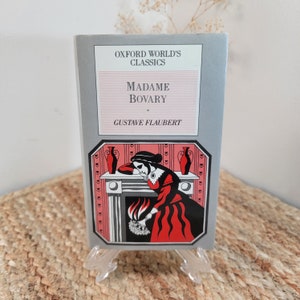 OXFORD WORLD'S
CLASSICS
MADAME
BOVARY
GUSTAVE FLAUBERT